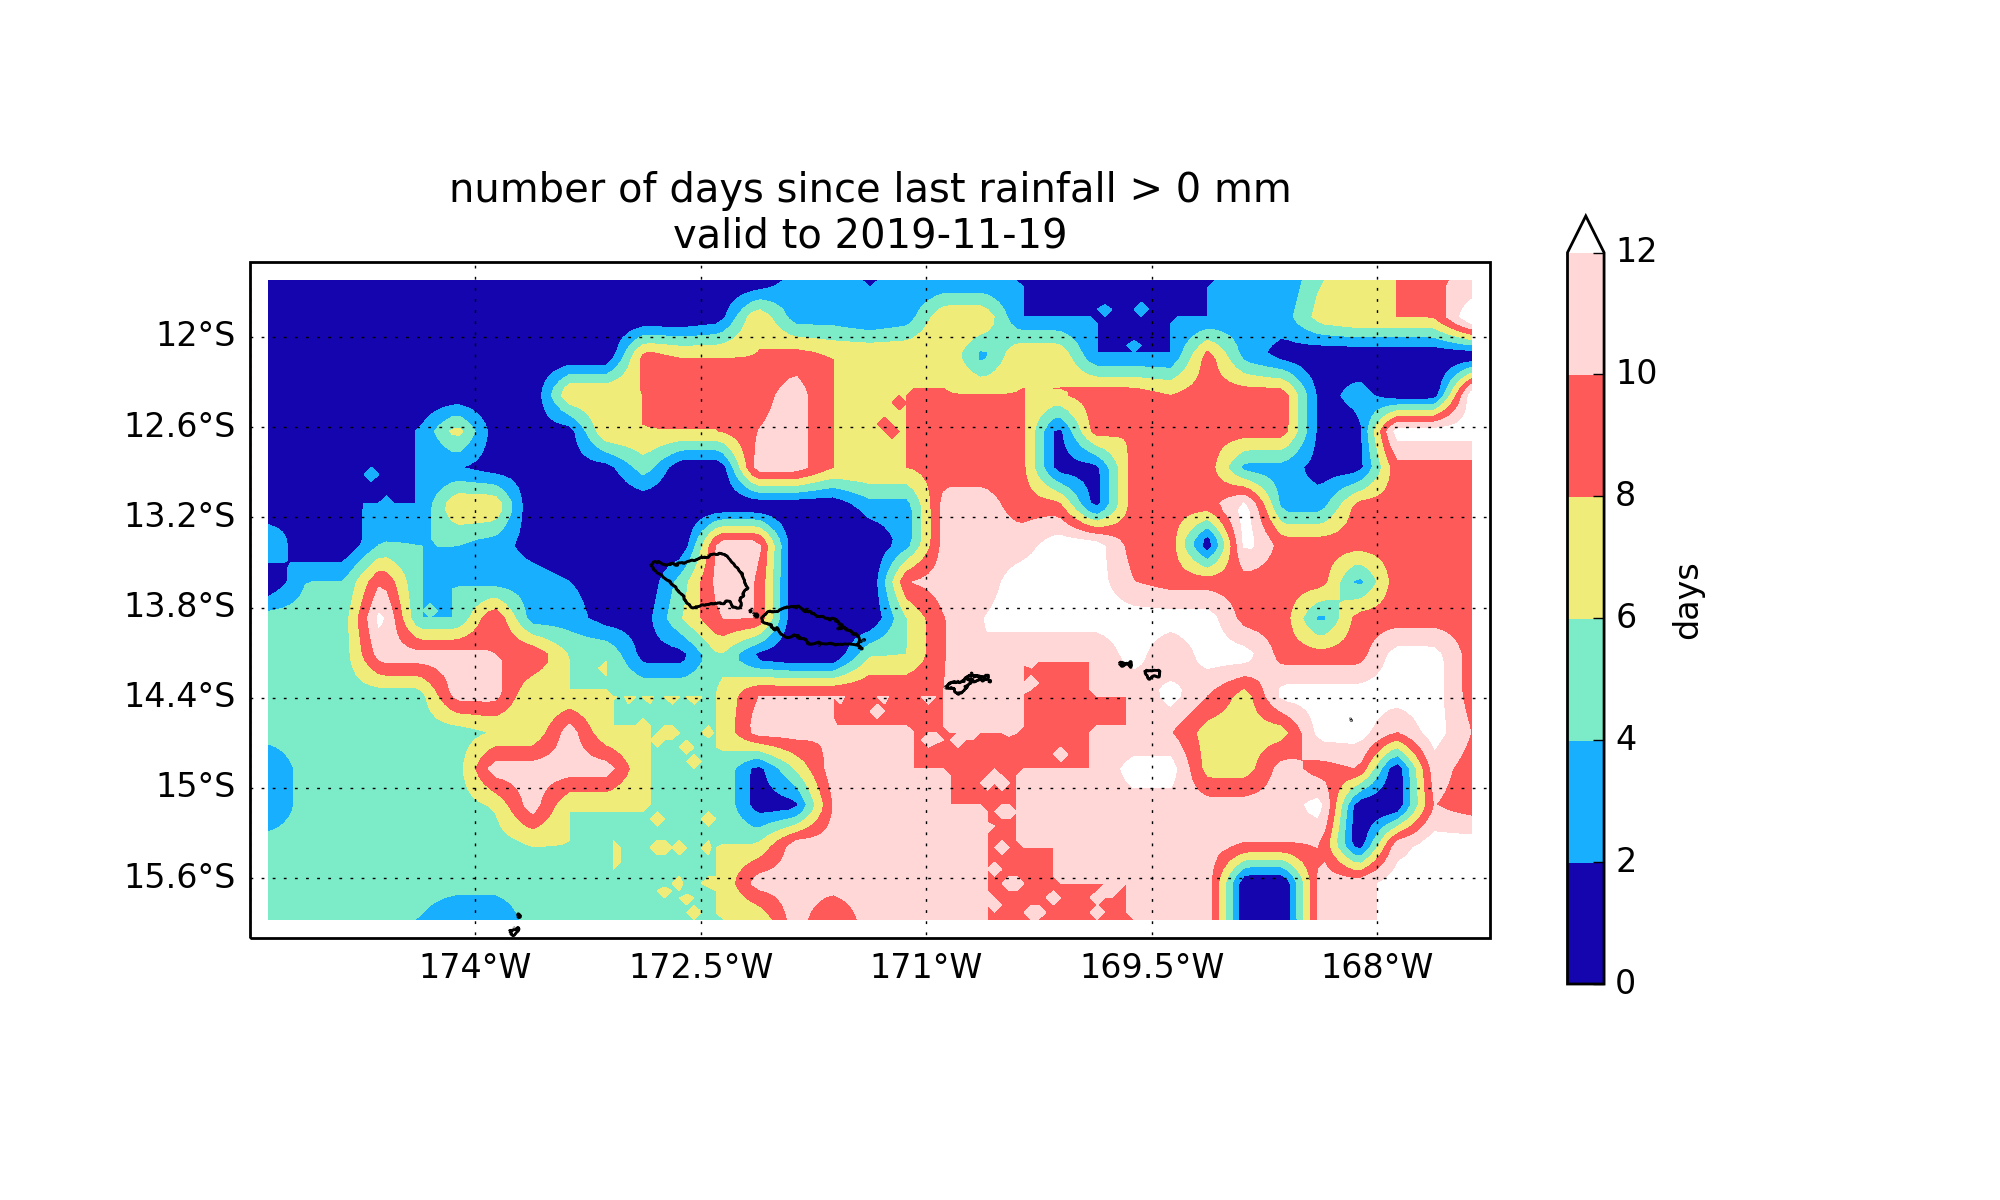 number of days since last rainfall > 0 mm
valid to 2019-11-19
12°S
12.6°S
13.2°S
13.8°S
14.4°S
15°S
15.6°S
174°W 172.5°W 171°W 169.5°W 168°W
12
10
8
6
4
2
0
days